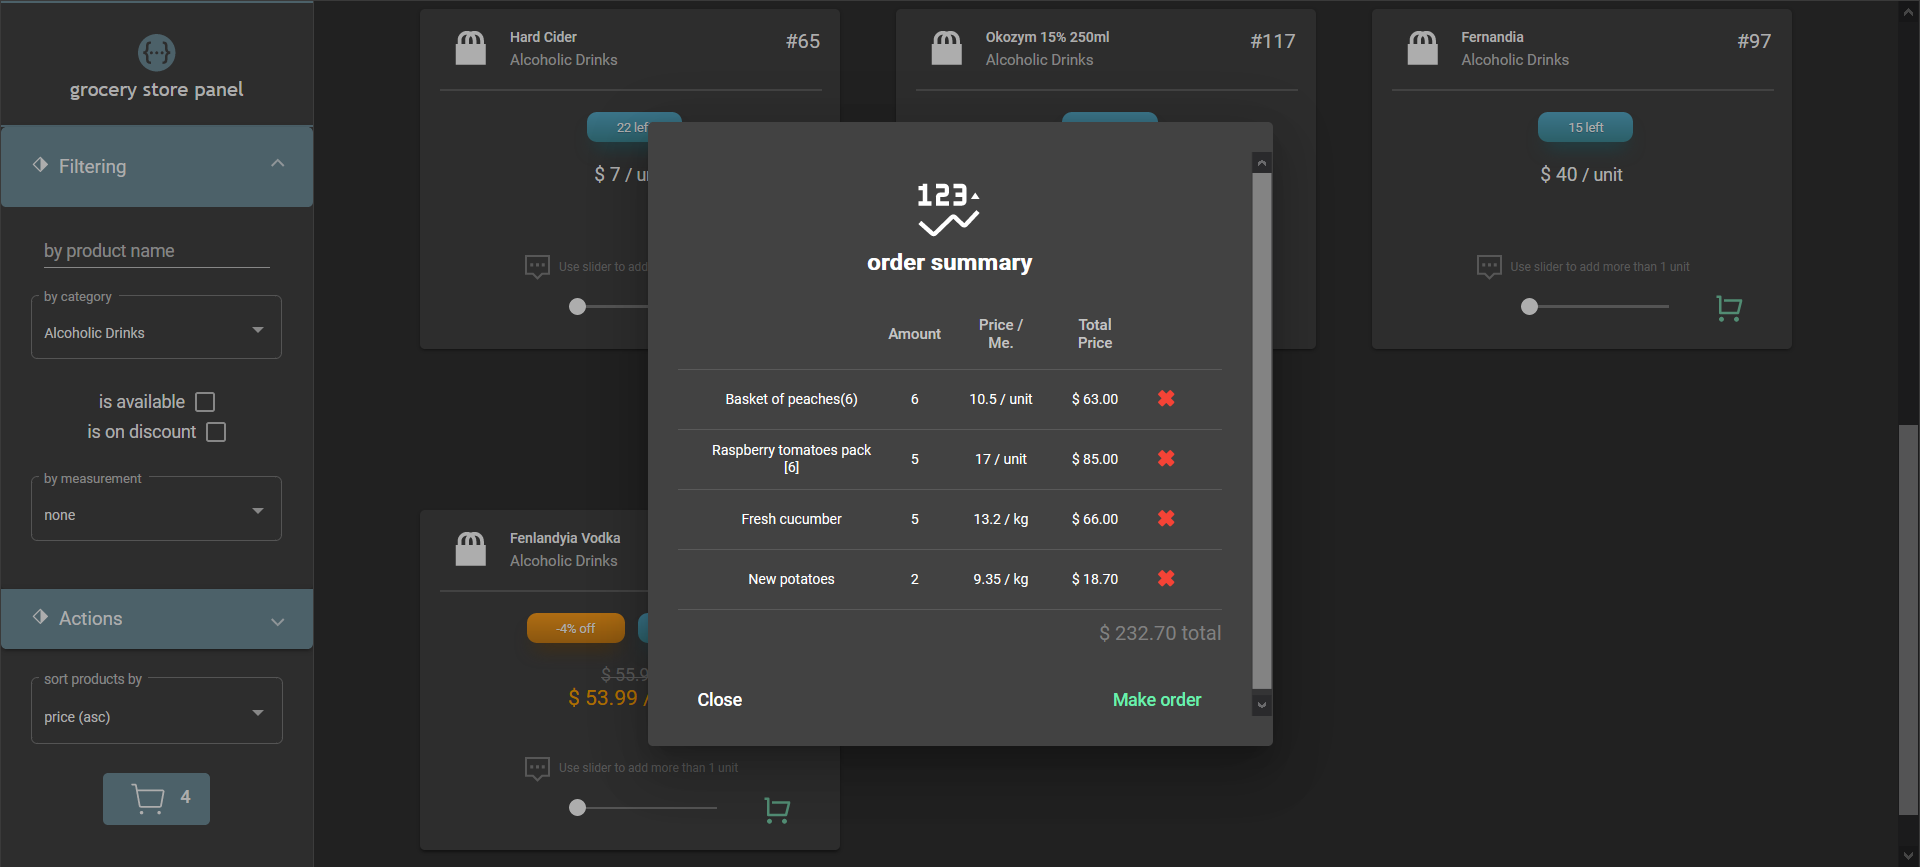 grocery store panel
Filtering
by product name
by category
Alcoholic Drinks
is available
is on discount
by measurement
none
Actions
sort products by
price (asc)
4
Hard Cider
Alcoholic Drinks
#65
22 lef
$ 7 / u
Use slider to add
Okozym 15% 250ml
Alcoholic Drinks
#117
Fernandia
Alcoholic Drinks
#97
15 left
$ 40 / unit
Use slider to add more than 1 unit
Fenlandyia Vodka
Alcoholic Drinks
-4% off
$ 55.9
$ 53.99 /
Use slider to add more than 1 unit
123
order summary
Amount
Price /
Me.
Total
Price
Basket of peaches(6) 6 10.5 / unit $ 63.00
Raspberry tomatoes pack
[6] 5 17 / unit $ 85.00
Fresh cucumber 5 13.2 / kg $ 66.00
New potatoes 2 9.35 / kg $ 18.70
$ 232.70 total
Close
Make order